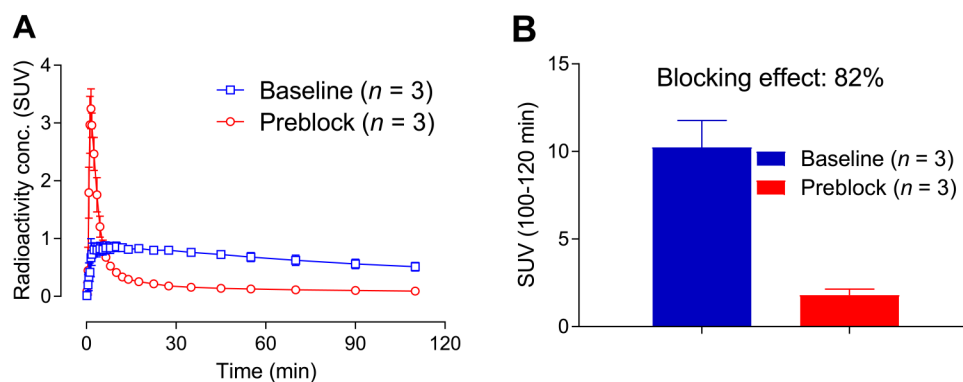 A
Radioactivity conc. (SUV)
4
3
2
1
0
Baseline (n = 3)
Preblock (n = 3)
0 30 60 90 120
Time (min)
B
SUV (100-120 min)
15
10
5
0
Blocking effect: 82%
Baseline (n = 3)
Preblock (n = 3)